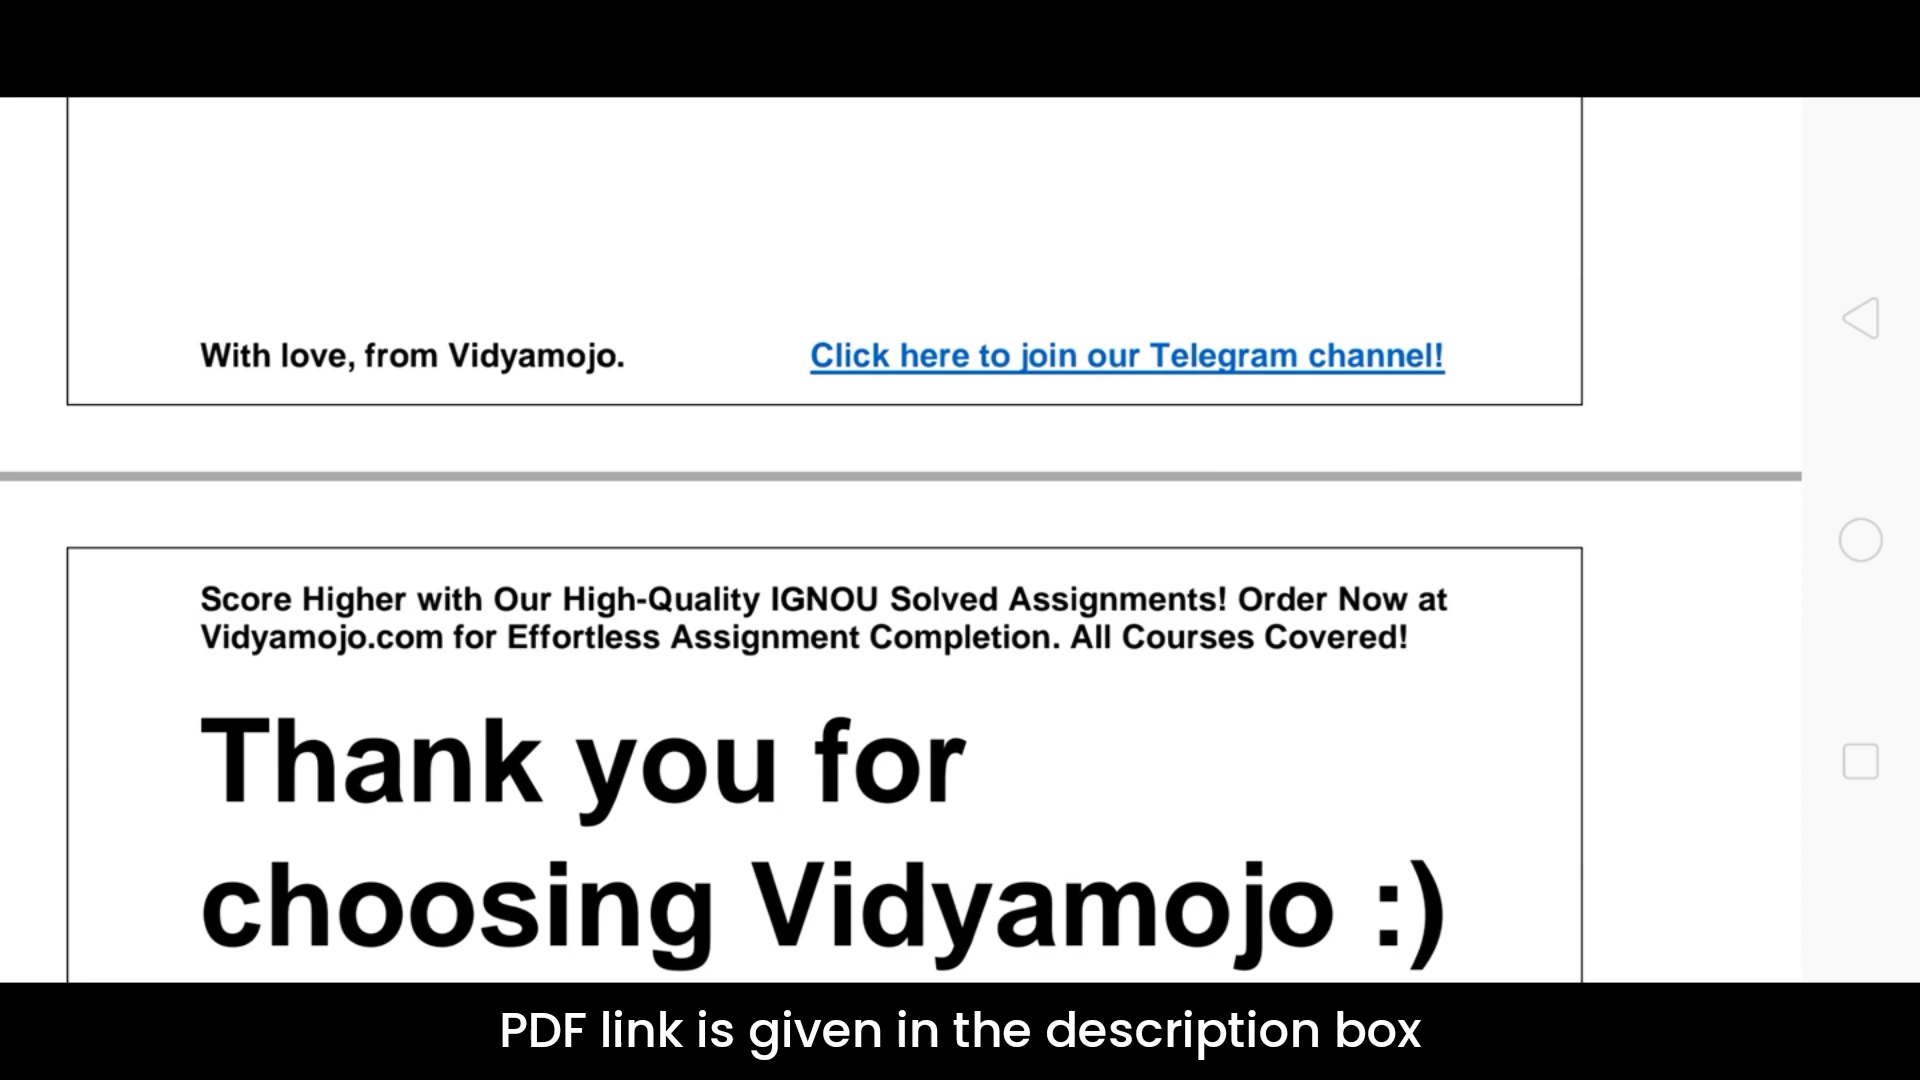 With love, from Vidyamojo.
Click here to join our Telegram channel!
Score Higher with Our High-Quality IGNOU Solved Assignments! Order Now at
Vidyamojo.com for Effortless Assignment Completion. All Courses Covered!
Thank you for
choosing Vidyamojo :)
PDF link is given in the description box